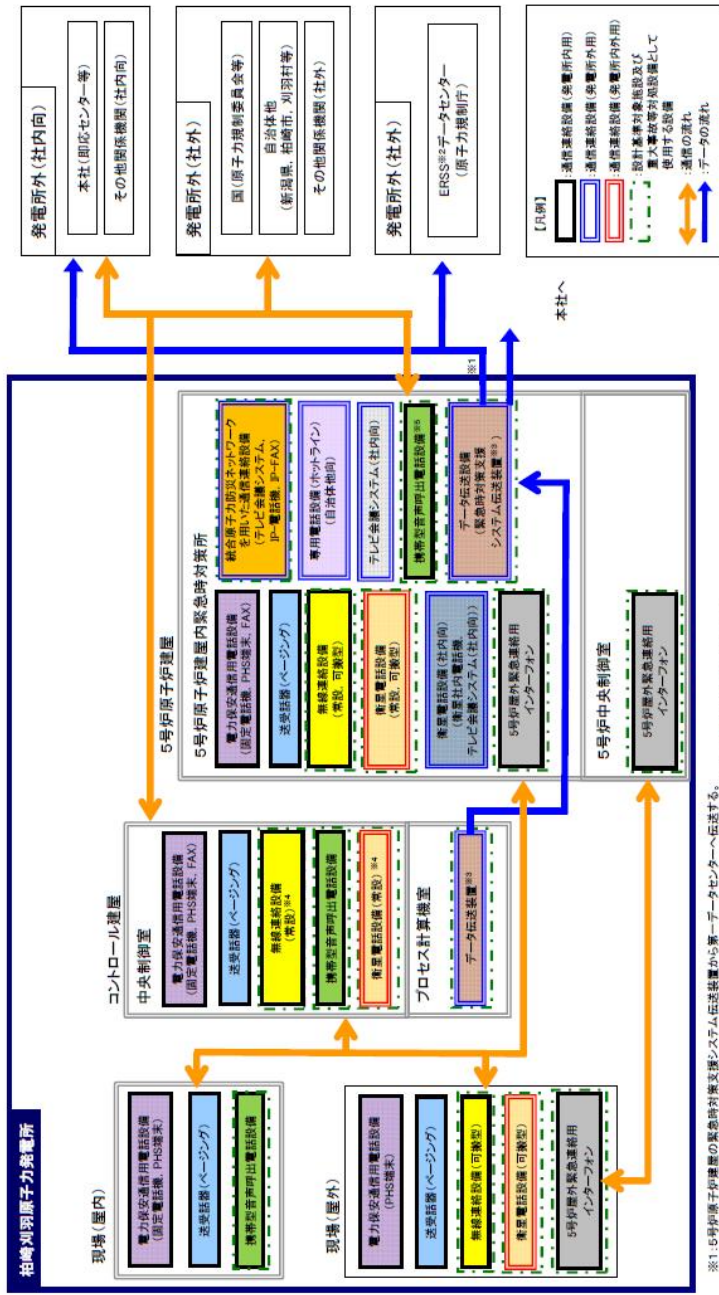 柏崎刈羽原子力発電所
現場(屋内)
電力保安通信用電話設備
(固定電話機、PHS端末)
送受話器(ページング)
携帯型音声呼出電話設備
現場(屋外)
電力保安通信用電話設備
(PHS端末)
送受話器(ページング)
無線連絡設備(可搬型)
衛星電話設備(可搬型)
5号炉屋外緊急連絡用
インターフォン
コントロール建屋
中央制御室
電力保安通信用電話設備
(固定電話機、PHS端末、FAX)
送受話器(ページング)
無線連絡設備
(常設)※4
携帯型音声呼出電話設備
衛星電話設備(常設)※4
プロセス計算機室
データ伝送装置※3
5号炉原子炉建屋
5号炉原子炉建屋内緊急時対策所
電力保安通信用電話設備
(固定電話機、PHS端末、FAX)
送受話器(ページング)
無線連絡設備
(常設、可搬型)
衛星電話設備
(常設、可搬型)
衛星電話設備(社内向)
(衛星社内電話機、
テレビ会議システム(社内向))
5号炉屋外緊急連絡用
インターフォン
統合原子力防災ネットワーク
を用いた通信連絡設備
(テレビ会議システム、
IP-電話機、IP-FAX)
専用電話設備(ホットライン)
(自治体他向)
テレビ会議システム(社内向)
携帯型音声呼出電話設備※5
データ伝送設備
(緊急時対策支援
システム伝送装置※3)
5号炉中央制御室
5号炉屋外緊急連絡用
インターフォン
※1
本社へ
発電所外(社内向)
本社(即応センター等)
その他関係機関(社内向)
発電所外(社外)
国(原子力規制委員会等)
自治体他
(新潟県、柏崎市、刈羽村等)
その他関係機関(社外)
発電所外(社外)
ERSS※2データセンター
(原子力規制庁)
【凡例】
:通信連絡設備(発電所内用)
:通信連絡設備(発電所外用)
:通信連絡設備(発電所内外用)
:設計基準対象施設及び
重大事故等対処設備として
使用する設備
:通信の流れ
:データの流れ
※1:5号炉原子炉建屋の緊急時対策支援システム伝送装置から第一データセンターへ伝送する。